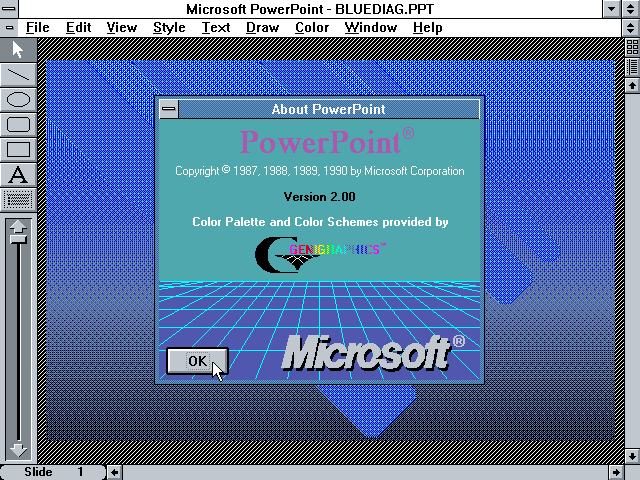 Microsoft PowerPoint - BLUEDIAG.PPT
File Edit View Style Text Draw Color Window Help
A
About PowerPoint
PowerPoint®
Copyright © 1987, 1988, 1989, 1990 by Microsoft Corporation
Version 2.00
Color Palette and Color Schemes provided by
GENIGRAPHICS™
Microsoft®
OK
Slide 1